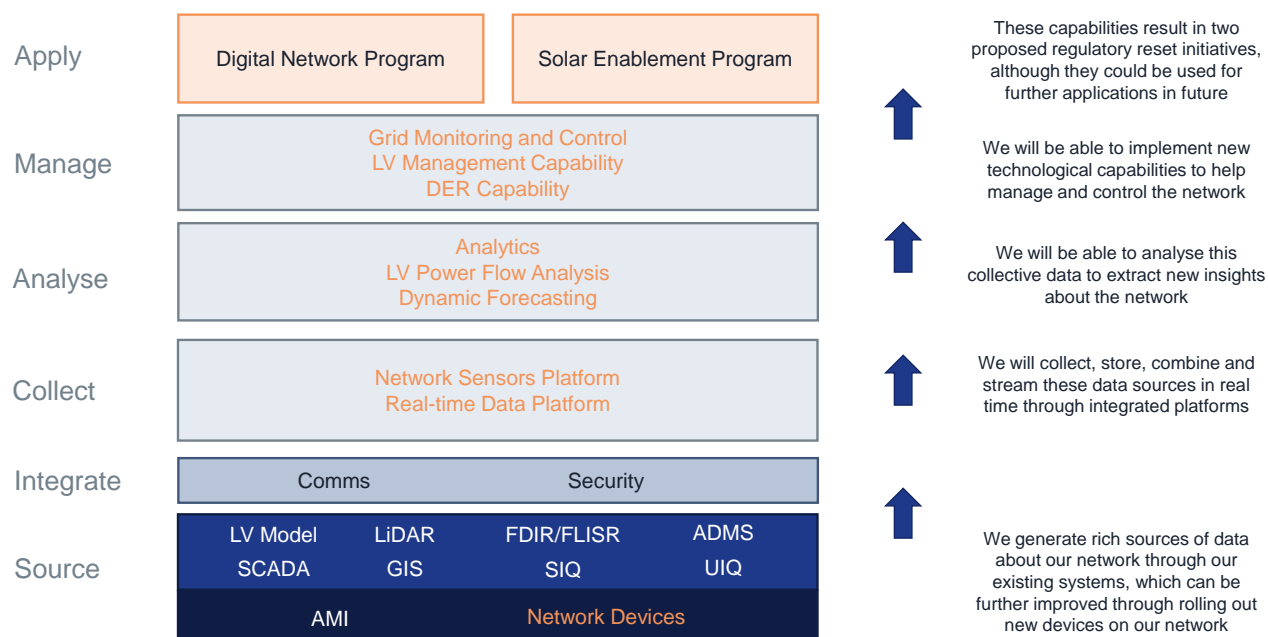 Apply
Digital Network Program
Solar Enablement Program
These capabilities result in two
proposed regulatory reset initiatives,
although they could be used for
further applications in future
Manage
Grid Monitoring and Control
LV Management Capability
DER Capability
We will be able to implement new
technological capabilities to help
manage and control the network
Analyse
Analytics
LV Power Flow Analysis
Dynamic Forecasting
We will be able to analyse this
collective data to extract new insights
about the network
Collect
Network Sensors Platform
Real-time Data Platform
We will collect, store, combine and
stream these data sources in real
time through integrated platforms
Integrate
Comms
Security
Source
LV Model LiDAR FDIR/FLISR ADMS
SCADA GIS SIQ UIQ
AMI Network Devices
We generate rich sources of data
about our network through our
existing systems, which can be
further improved through rolling out
new devices on our network